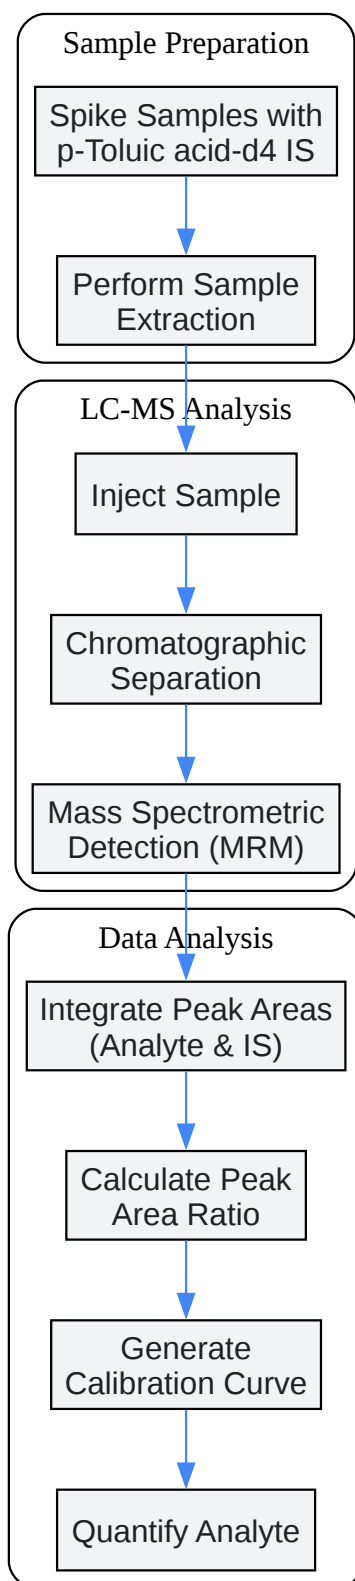 Sample Preparation
Spike Samples with
p-Toluic acid-d4 IS
Perform Sample
Extraction
LC-MS Analysis
Inject Sample
Chromatographic
Separation
Mass Spectrometric
Detection (MRM)
Data Analysis
Integrate Peak Areas
(Analyte & IS)
Calculate Peak
Area Ratio
Generate
Calibration Curve
Quantify Analyte